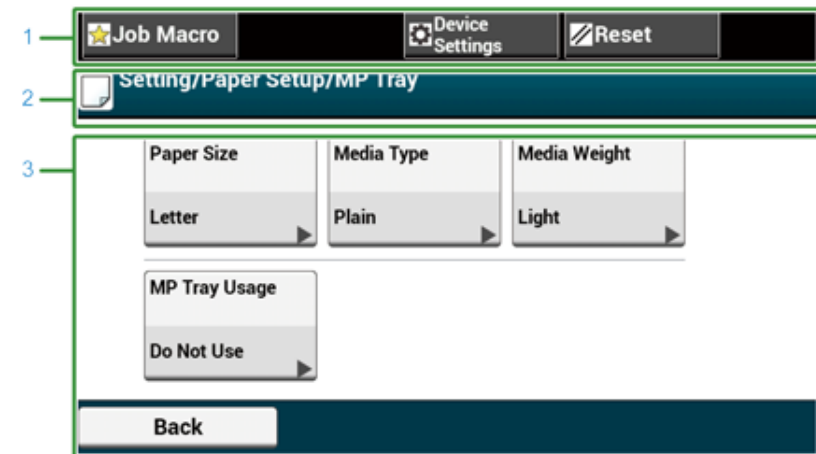 1
Job Macro
Device
Settings
Reset
2
Setting/Paper Setup/MP Tray
3
Paper Size
Media Type
Media Weight
Letter
Plain
Light
MP Tray Usage
Do Not Use
Back